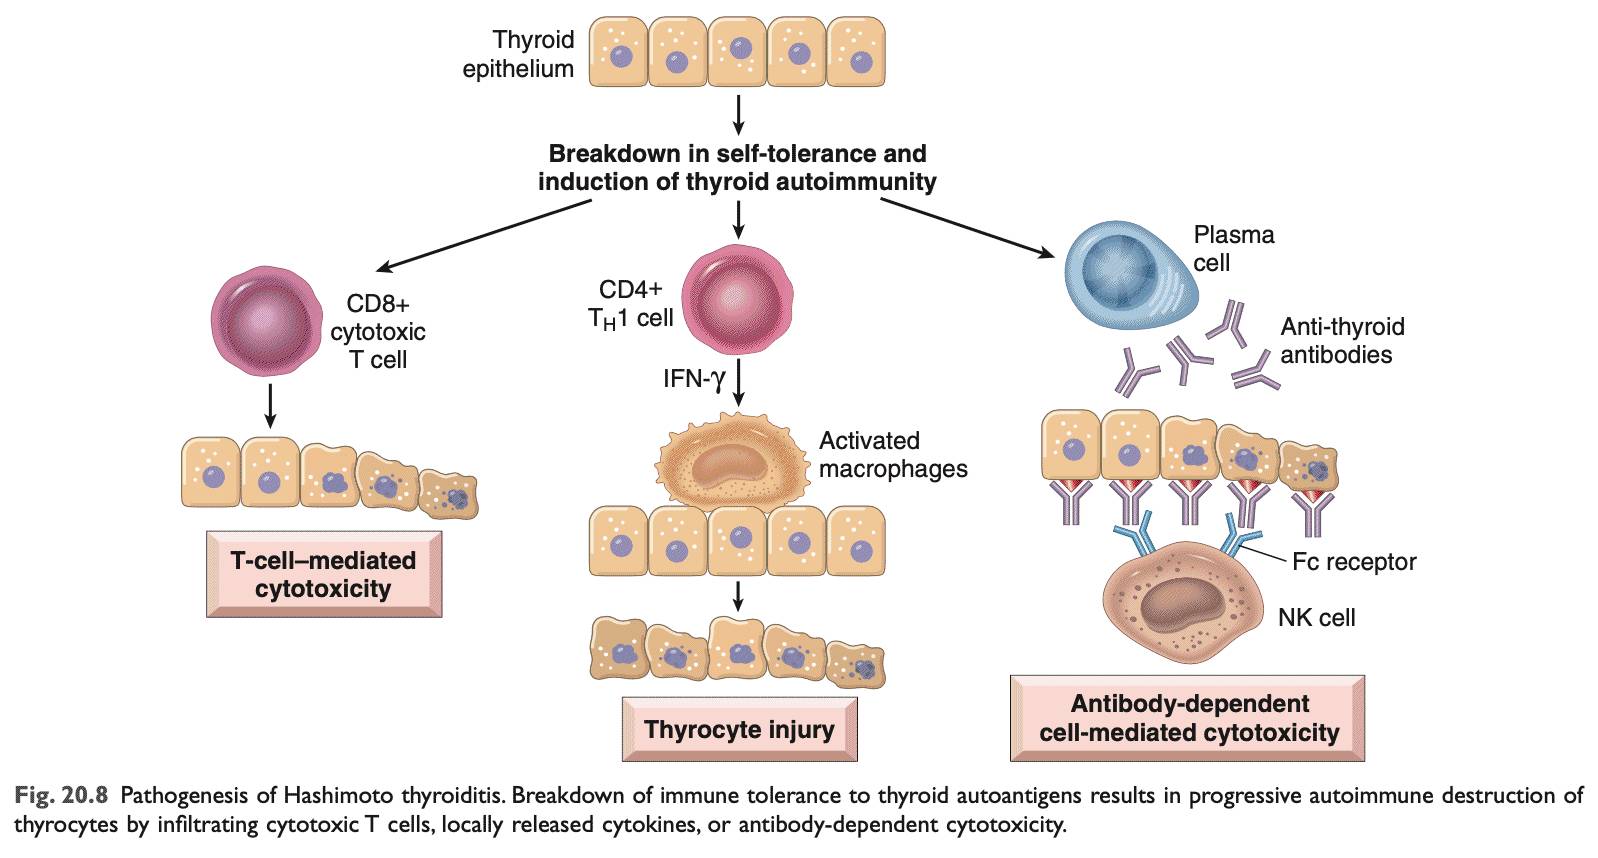 Thyroid
epithelium
Breakdown in self-tolerance and
induction of thyroid autoimmunity
CD8+
cytotoxic
T cell
T-cell–mediated
cytotoxicity
CD4+
TH1 cell
IFN-γ
Activated
macrophages
Thyrocyte injury
Plasma
cell
Anti-thyroid
antibodies
Fc receptor
NK cell
Antibody-dependent
cell-mediated cytotoxicity
Fig. 20.8 Pathogenesis of Hashimoto thyroiditis. Breakdown of immune tolerance to thyroid autoantigens results in progressive autoimmune destruction of
thyrocytes by infiltrating cytotoxic T cells, locally released cytokines, or antibody-dependent cytotoxicity.